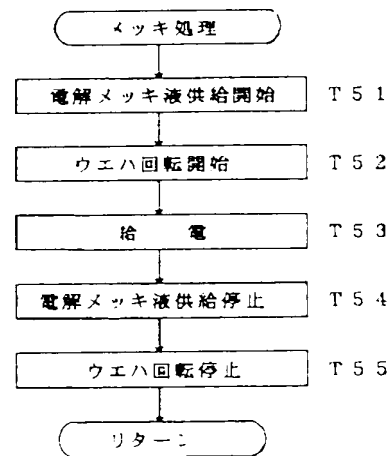 メッキ処理
電解メッキ液供給開始 T51
ウエハ回転開始 T52
給電 T53
電解メッキ液供給停止 T54
ウエハ回転停止 T55
リターン